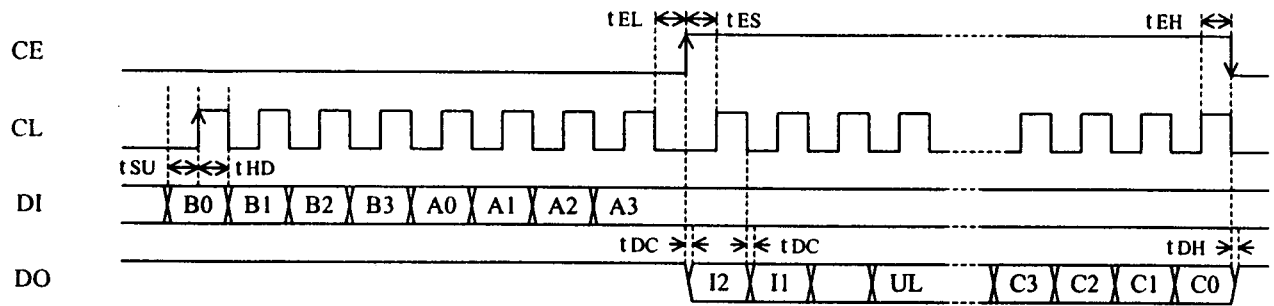 tEL tES tEH
CE
CL
tSU tHD
DI B0 B1 B2 B3 A0 A1 A2 A3
tDC tDC tDH
DO I2 I1 UL C3 C2 C1 C0